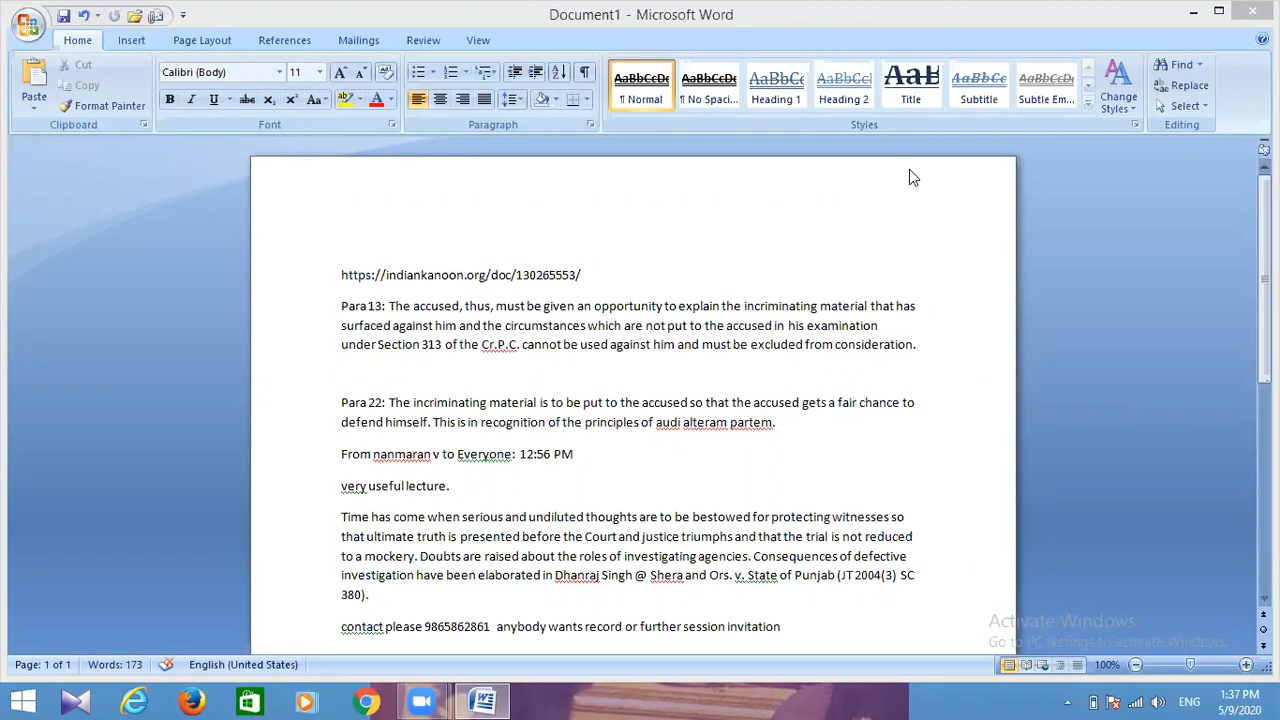 Document1 - Microsoft Word
Home Insert Page Layout References Mailings Review View
Cut
Copy
Paste
Format Painter
Calibri (Body) 11
AaBbCcDc AaBbCcDc AaBbCc AaBbCcI AaB AaBbCc AaBbCcDc
¶ Normal ¶ No Spaci... Heading 1 Heading 2 Title Subtitle Subtle Em...
Change
Styles
Find
Replace
Select
Clipboard Font Paragraph Styles Editing
https://indiankanoon.org/doc/130265553/
Para 13: The accused, thus, must be given an opportunity to explain the incriminating material that has
surfaced against him and the circumstances which are not put to the accused in his examination
under Section 313 of the Cr.P.C. cannot be used against him and must be excluded from consideration.
Para 22: The incriminating material is to be put to the accused so that the accused gets a fair chance to
defend himself. This is in recognition of the principles of audi alteram partem.
From nanmaran v to Everyone: 12:56 PM
very useful lecture.
Time has come when serious and undiluted thoughts are to be bestowed for protecting witnesses so
that ultimate truth is presented before the Court and justice triumphs and that the trial is not reduced
to a mockery. Doubts are raised about the roles of investigating agencies. Consequences of defective
investigation have been elaborated in Dhanraj Singh @ Shera and Ors. v. State of Punjab (JT 2004(3) SC
380).
contact please 9865862861 anybody wants record or further session invitation
Activate Windows
Go to PC settings to activate Windows.
Page: 1 of 1 Words: 173 English (United States) 100%
ENG
1:37 PM
5/9/2020